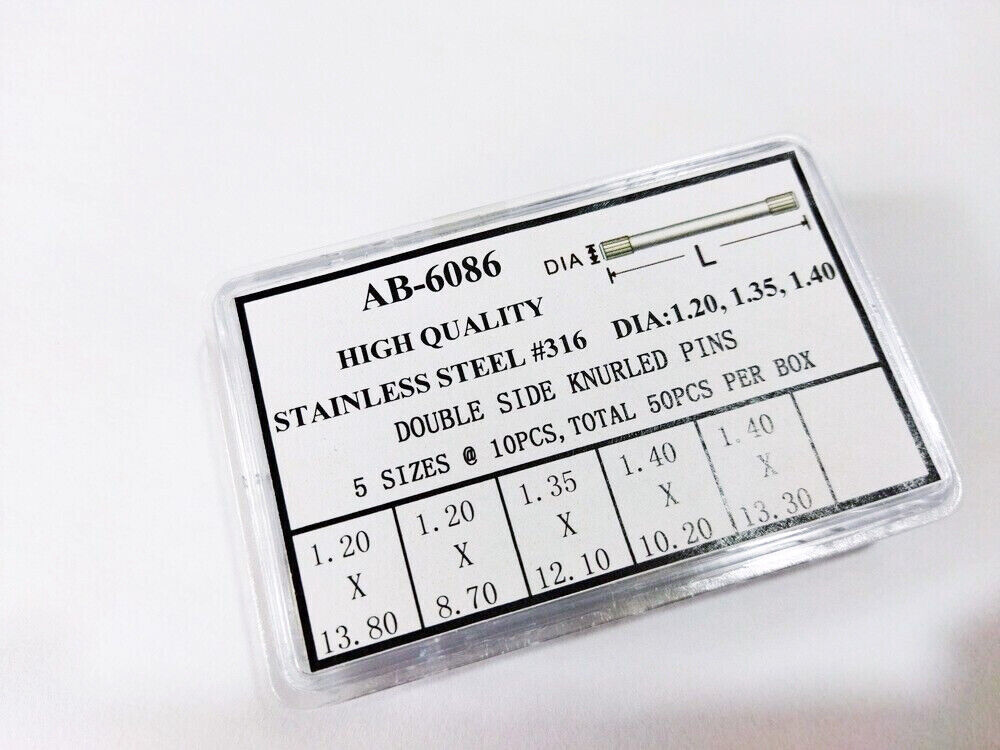 AB-6086
DIA
L
HIGH QUALITY
STAINLESS STEEL #316 DIA:1.20, 1.35, 1.40
DOUBLE SIDE KNURLED PINS
5 SIZES @ 10PCS, TOTAL 50PCS PER BOX
1.20 X 13.80
1.20 X 8.70
1.35 X 12.10
1.40 X 10.20
1.40 X 13.30